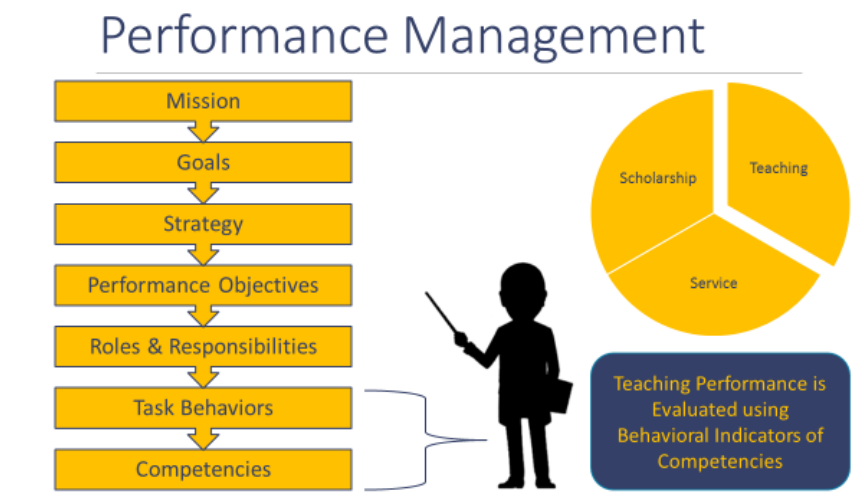 Performance Management
Mission
Goals
Strategy
Performance Objectives
Roles & Responsibilities
Task Behaviors
Competencies
Scholarship
Teaching
Service
Teaching Performance is
Evaluated using
Behavioral Indicators of
Competencies